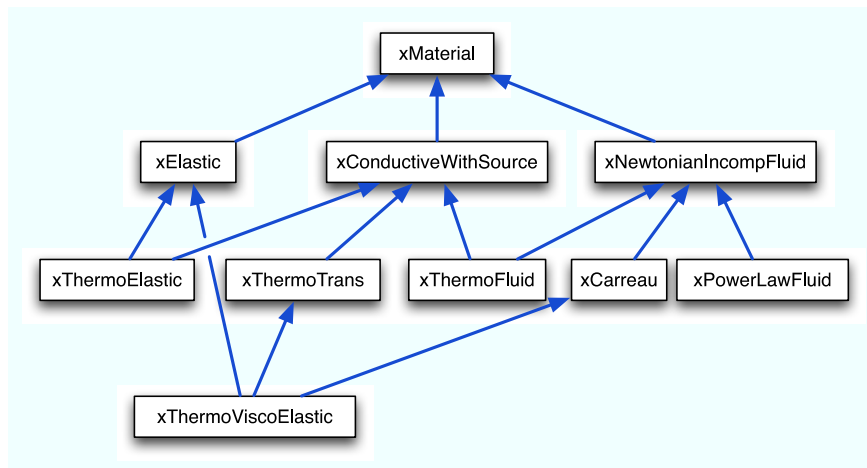 xMaterial
xElastic
xConductiveWithSource
xNewtonianIncompFluid
xThermoElastic
xThermoTrans
xThermoFluid
xCarreau
xPowerLawFluid
xThermoViscoElastic